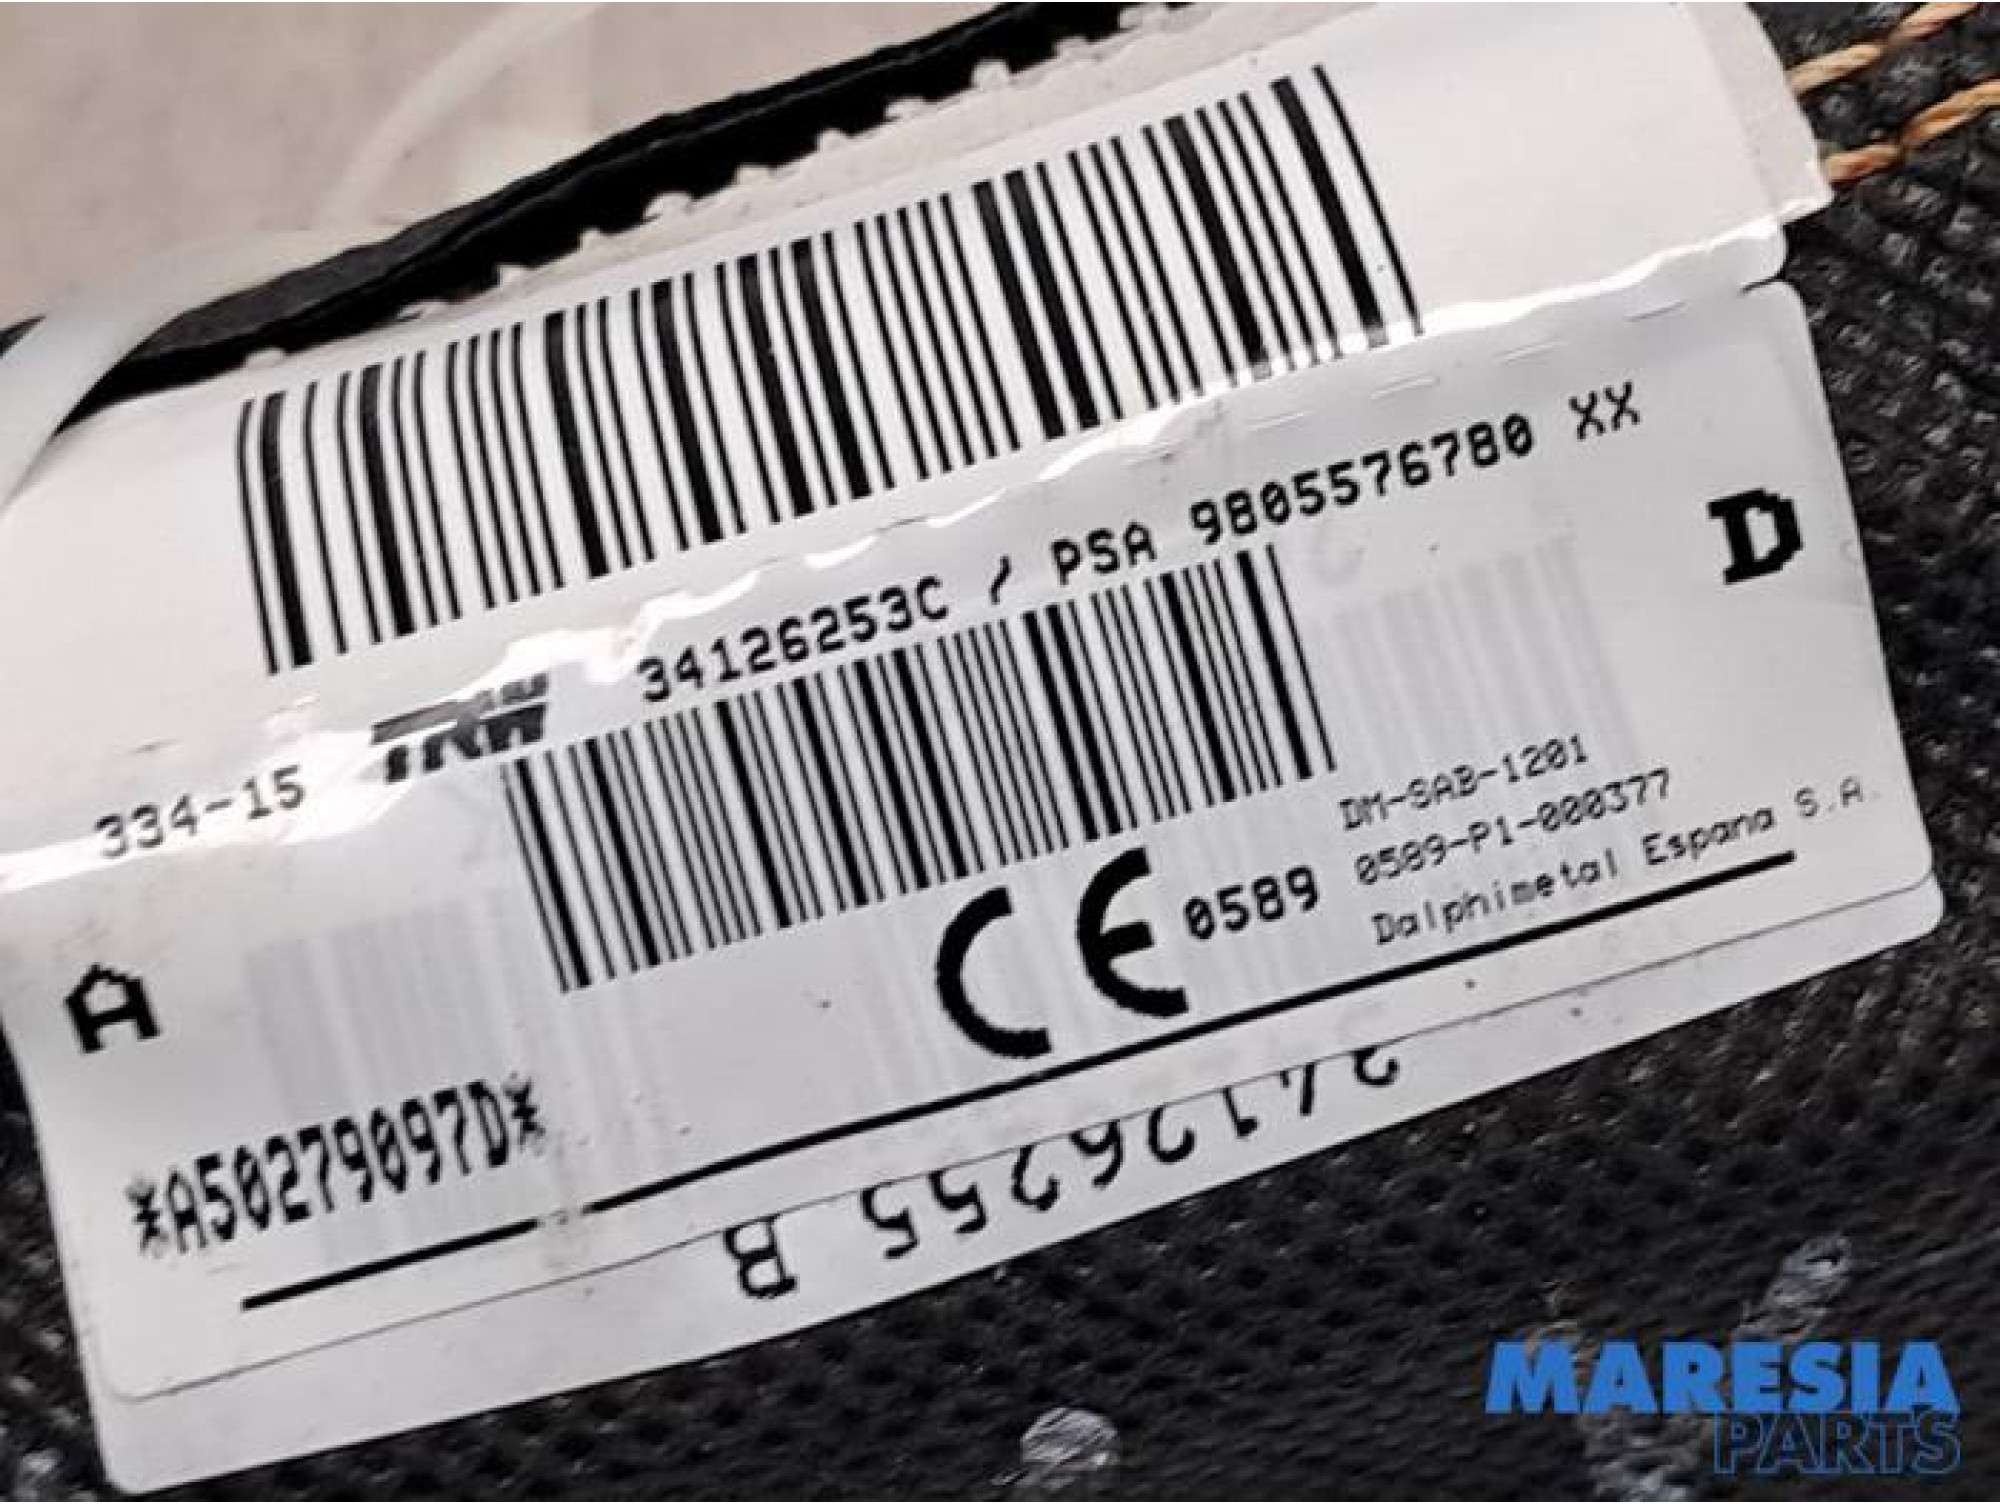 34126253C / PSA 9805576780 XX
334-15
TRW
D
DM-SAB-1201
0589-P1-000377
CE 0589
Dalphimetal Espana S.A.
A
*A50279097D*
34126255 B
MARESIA
PARTS